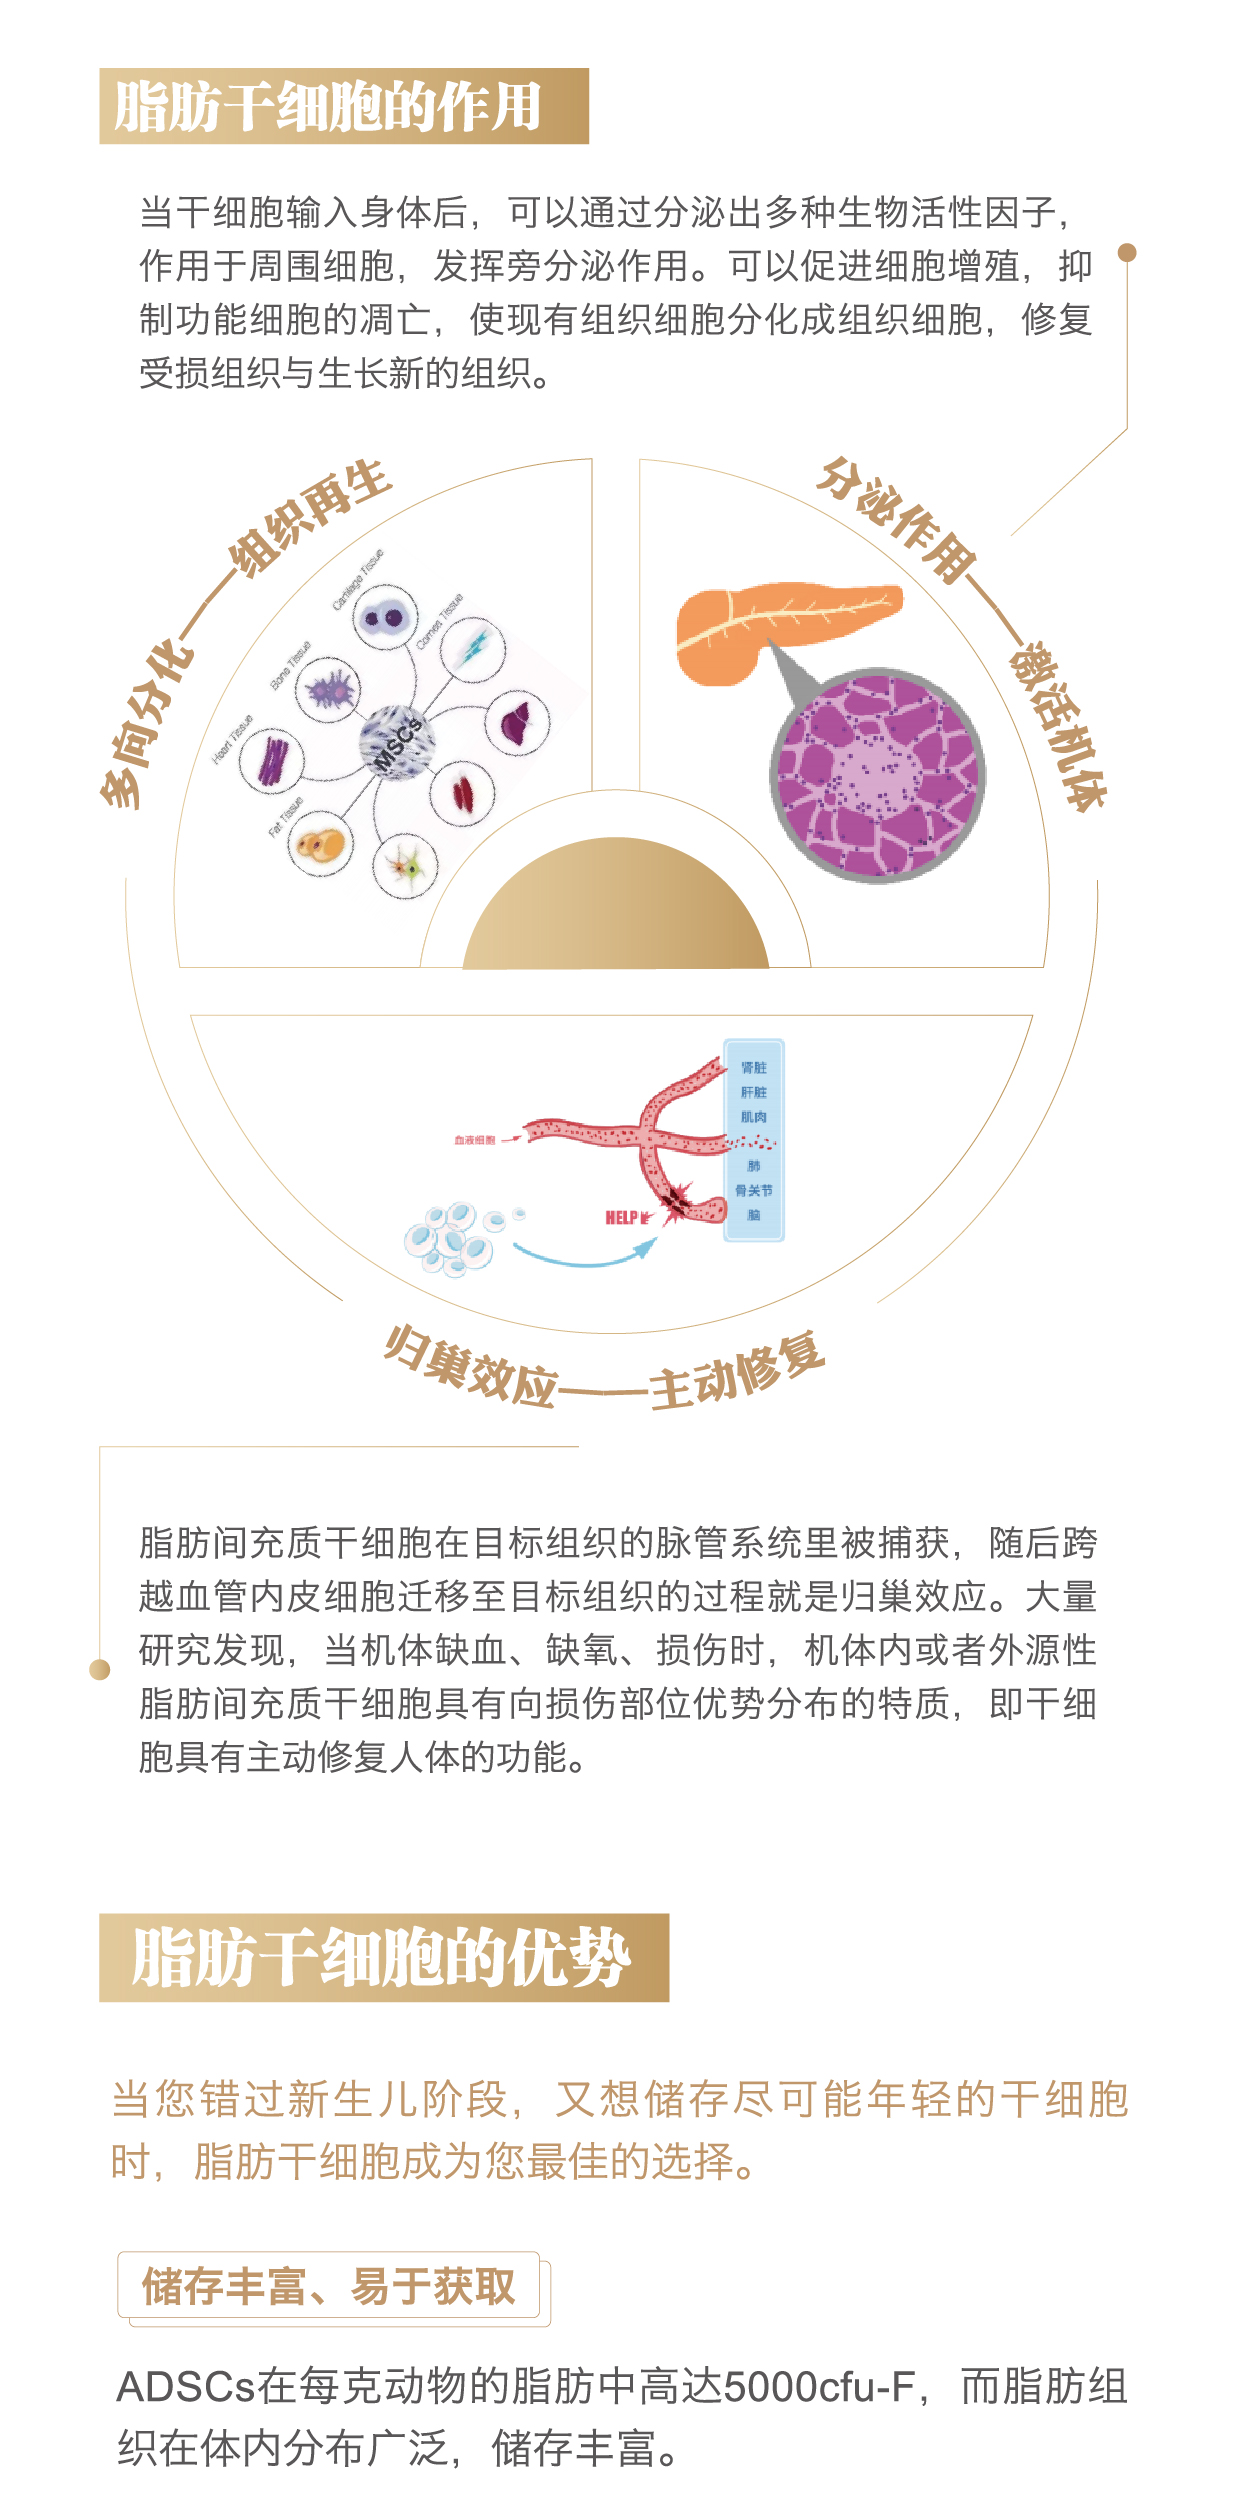 脂肪干细胞的作用
当干细胞输入身体后，可以通过分泌出多种生物活性因子，
作用于周围细胞，发挥旁分泌作用。可以促进细胞增殖，抑
制功能细胞的凋亡，使现有组织细胞分化成组织细胞，修复
受损组织与生长新的组织。
多向分化——组织再生
分泌作用——激活机体
Cartilage Tissue
Cornea Tissue
Bone Tissue
Heart Tissue
Fat Tissue
MSCs
肾脏
肝脏
肌肉
血液细胞
肺
骨关节
脑
HELP
归巢效应——主动修复
脂肪间充质干细胞在目标组织的脉管系统里被捕获，随后跨
越血管内皮细胞迁移至目标组织的过程就是归巢效应。大量
研究发现，当机体缺血、缺氧、损伤时，机体内或者外源性
脂肪间充质干细胞具有向损伤部位优势分布的特质，即干细
胞具有主动修复人体的功能。
脂肪干细胞的优势
当您错过新生儿阶段，又想储存尽可能年轻的干细胞
时，脂肪干细胞成为您最佳的选择。
储存丰富、易于获取
ADSCs在每克动物的脂肪中高达5000cfu-F，而脂肪组
织在体内分布广泛，储存丰富。